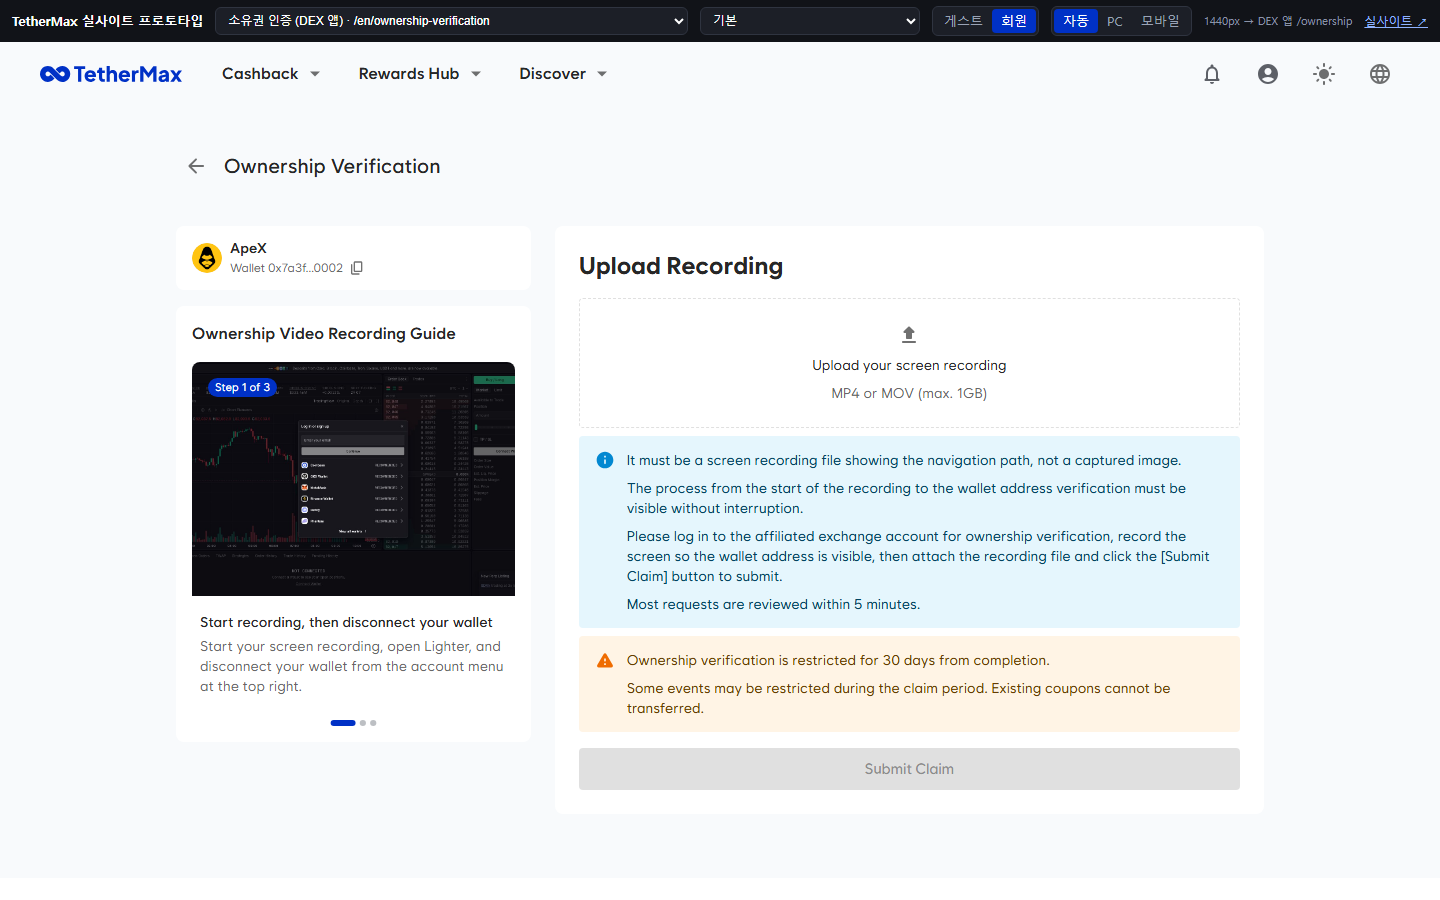 TetherMax 실사이트 프로토타입
소유권 인증 (DEX 앱) · /en/ownership-verification
기본
게스트 회원
자동 PC 모바일
1440px → DEX 앱 /ownership
실사이트 ↗
TetherMax
Cashback
Rewards Hub
Discover
Ownership Verification
ApeX
Wallet 0x7a3f...0002
Ownership Video Recording Guide
Step 1 of 3
Start recording, then disconnect your wallet
Start your screen recording, open Lighter, and
disconnect your wallet from the account menu
at the top right.
Upload Recording
Upload your screen recording
MP4 or MOV (max. 1GB)
It must be a screen recording file showing the navigation path, not a captured image.
The process from the start of the recording to the wallet address verification must be
visible without interruption.
Please log in to the affiliated exchange account for ownership verification, record the
screen so the wallet address is visible, then attach the recording file and click the [Submit
Claim] button to submit.
Most requests are reviewed within 5 minutes.
Ownership verification is restricted for 30 days from completion.
Some events may be restricted during the claim period. Existing coupons cannot be
transferred.
Submit Claim